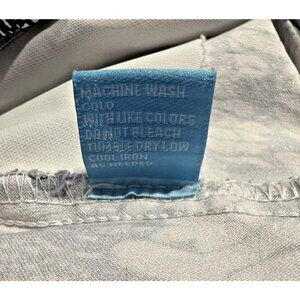 MACHINE WASH
COLD
WITH LIKE COLORS
DO NOT BLEACH
TUMBLE DRY LOW
COOL IRON
AS NEEDED